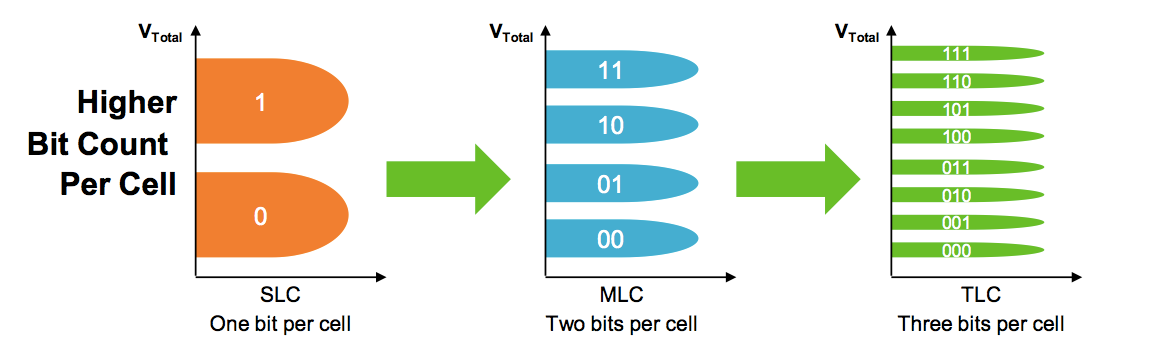 Higher
Bit Count
Per Cell
VTotal
1
0
SLC
One bit per cell
VTotal
11
10
01
00
MLC
Two bits per cell
VTotal
111
110
101
100
011
010
001
000
TLC
Three bits per cell